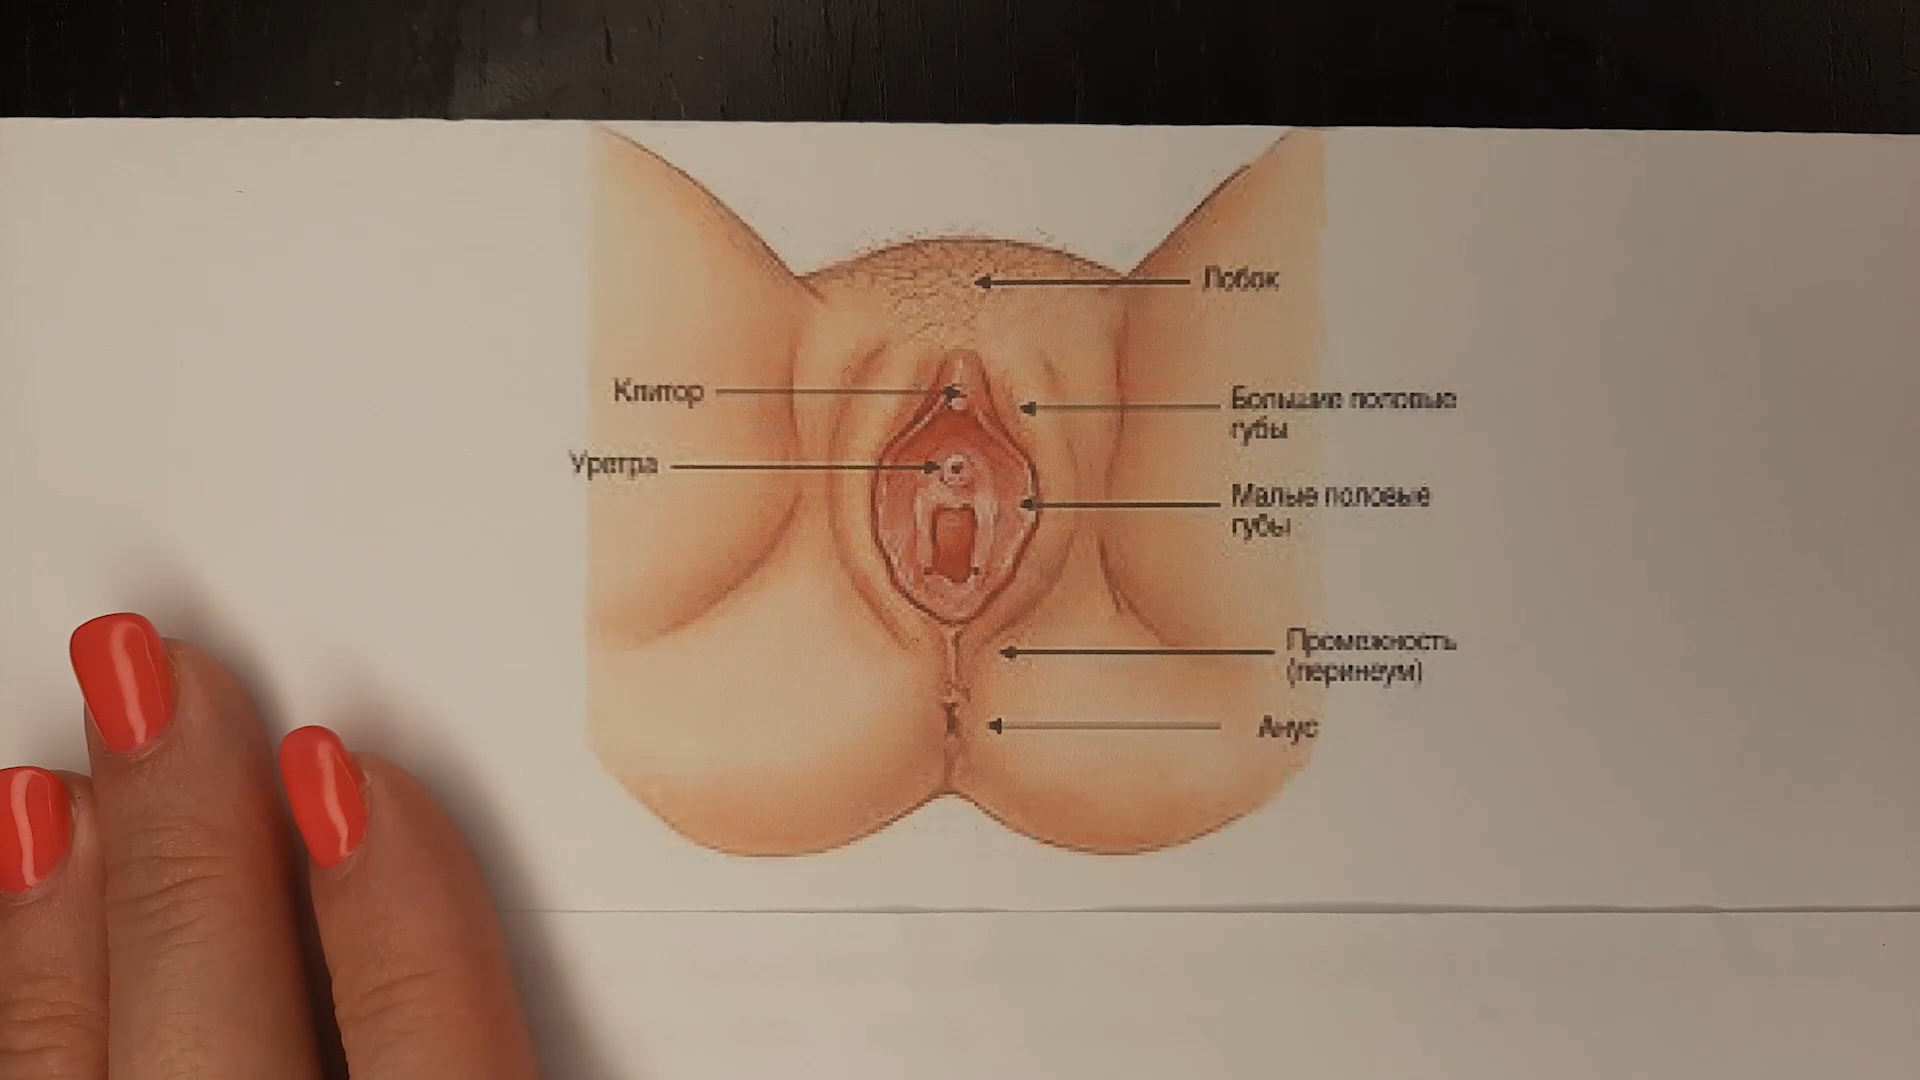 Лобок
Клитор
Большие половые
губы
Уретра
Малые половые
губы
Промежность
(перинеум)
Анус